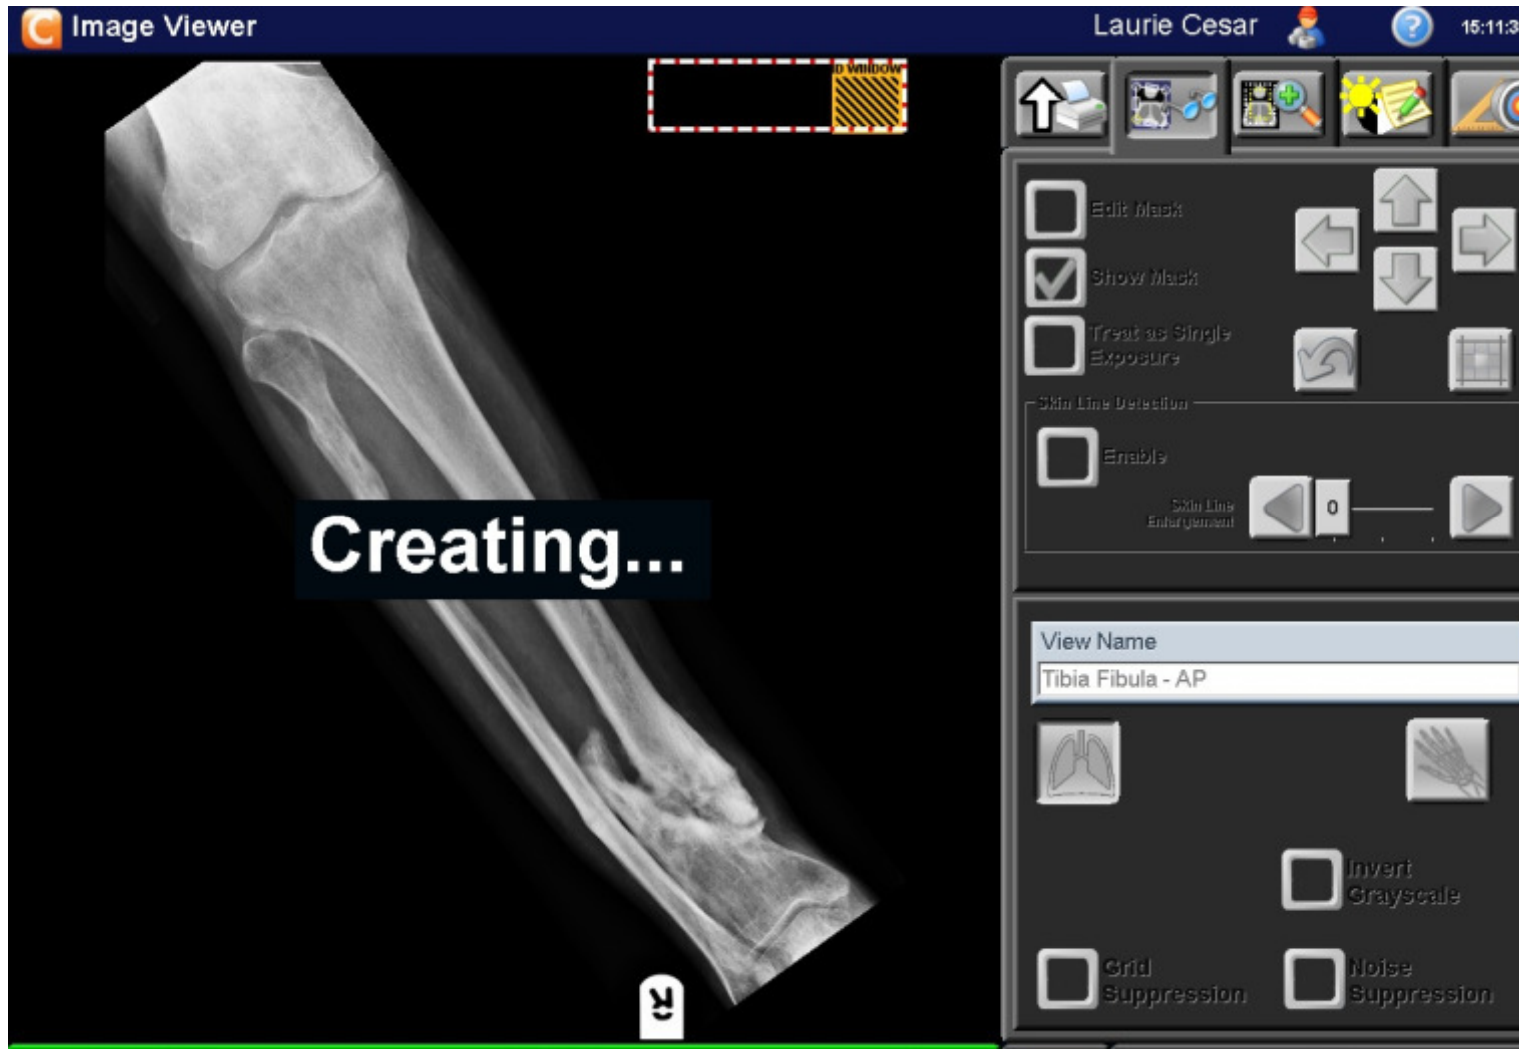 Image Viewer
Laurie Cesar
15:11:3
D WINDOW
Edit Mask
Show Mask
Treat as Single
Exposure
Skin Line Detection
Enable
Skin Line
Enlargement
0
Creating...
View Name
Tibia Fibula - AP
Invert
Grayscale
Grid
Suppression
Noise
Suppression
R